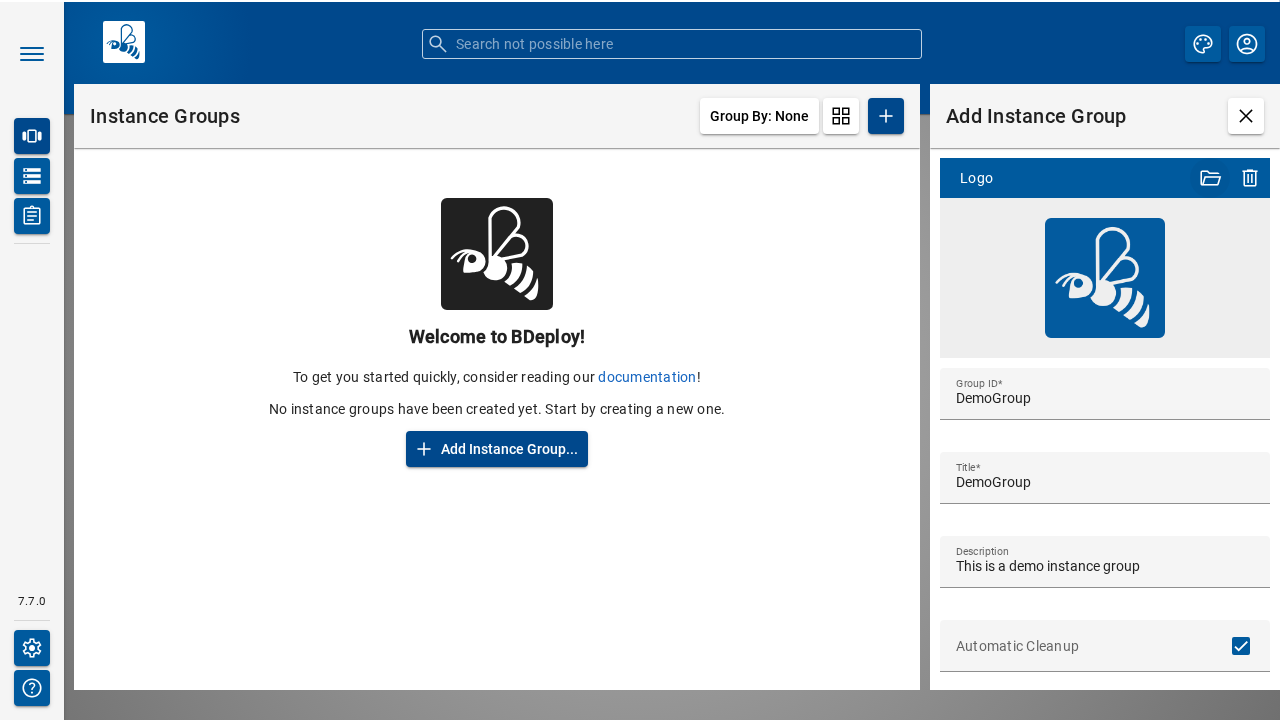 Search not possible here
Instance Groups
Group By: None
Welcome to BDeploy!
To get you started quickly, consider reading our documentation!
No instance groups have been created yet. Start by creating a new one.
Add Instance Group...
Add Instance Group
Logo
Group ID*
DemoGroup
Title*
DemoGroup
Description
This is a demo instance group
Automatic Cleanup
7.7.0